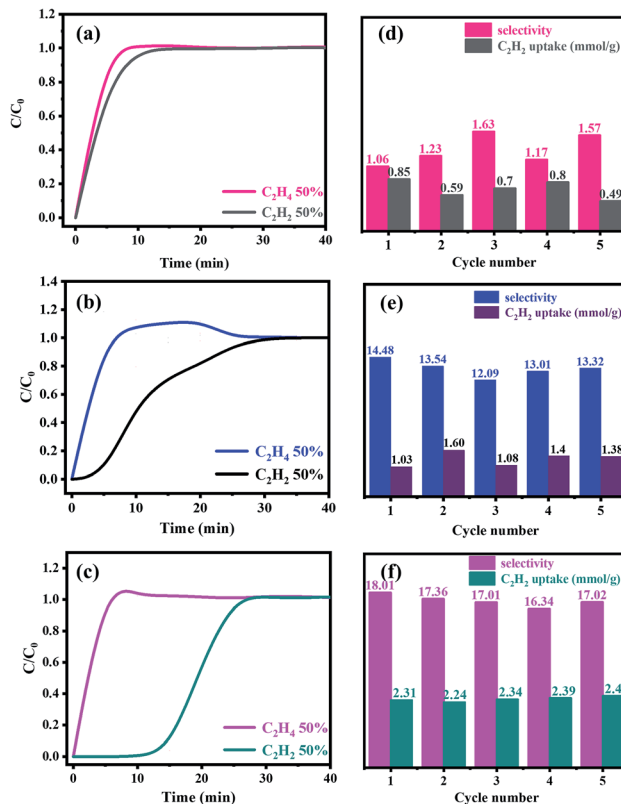 (a)
C/C₀
1.2
1.0
0.8
0.6
0.4
0.2
0.0
C₂H₄ 50%
C₂H₂ 50%
0 10 20 30 40
Time (min)
(d)
selectivity
C₂H₂ uptake (mmol/g)
1.06 0.85 1.23 0.59 1.63 0.7 1.17 0.8 1.57 0.49
1 2 3 4 5
Cycle number
(b)
C/C₀
1.4
1.2
1.0
0.8
0.6
0.4
0.2
0.0
C₂H₄ 50%
C₂H₂ 50%
0 10 20 30 40
Time (min)
(e)
selectivity
C₂H₂ uptake (mmol/g)
14.48 1.03 13.54 1.60 12.09 1.08 13.01 1.4 13.32 1.38
1 2 3 4 5
Cycle number
(c)
C/C₀
1.2
1.0
0.8
0.6
0.4
0.2
0.0
C₂H₄ 50%
C₂H₂ 50%
0 10 20 30 40
Time (min)
(f)
selectivity
C₂H₂ uptake (mmol/g)
18.01 2.31 17.36 2.24 17.01 2.34 16.34 2.39 17.02 2.4
1 2 3 4 5
Cycle number